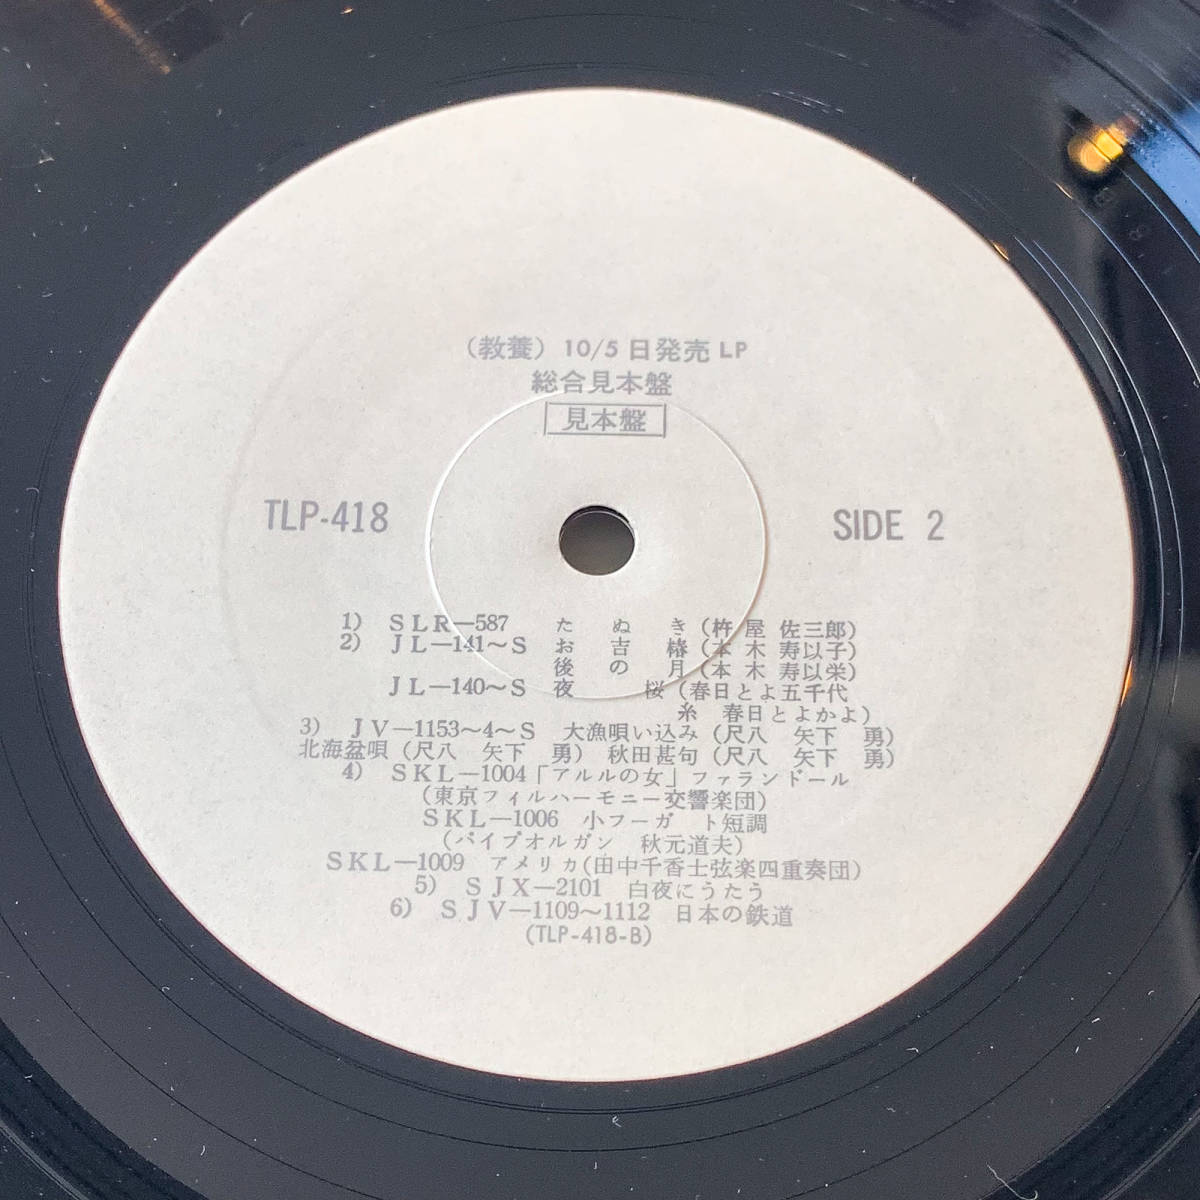 （教養）10/5日発売LP
総合見本盤
見本盤
TLP-418
SIDE 2
1) SLR—587 たぬき（杵屋佐三郎）
2) JL—141〜S お吉椿（本木寿以子）
後の月（本木寿以栄）
JL—140〜S 夜桜（春日とよ五千代
糸 春日とよかよ）
3) JV—1153〜4〜S 大漁唄い込み（尺八 矢下 勇）
北海盆唄（尺八 矢下 勇） 秋田甚句（尺八 矢下 勇）
4) SKL—1004「アルルの女」ファランドール
（東京フィルハーモニー交響楽団）
SKL—1006 小フーガ ト短調
（パイプオルガン 秋元道夫）
SKL—1009 アメリカ（田中千香士弦楽四重奏団）
5) SJX—2101 白夜にうたう
6) SJV—1109〜1112 日本の鉄道
(TLP-418-B)